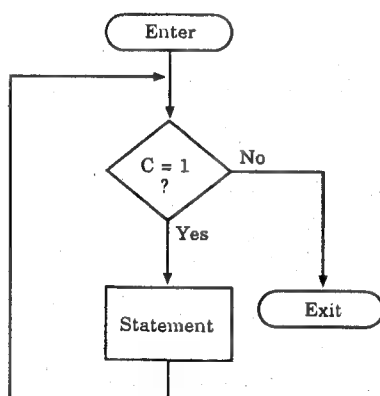 Enter
C = 1
?
No
Yes
Statement
Exit